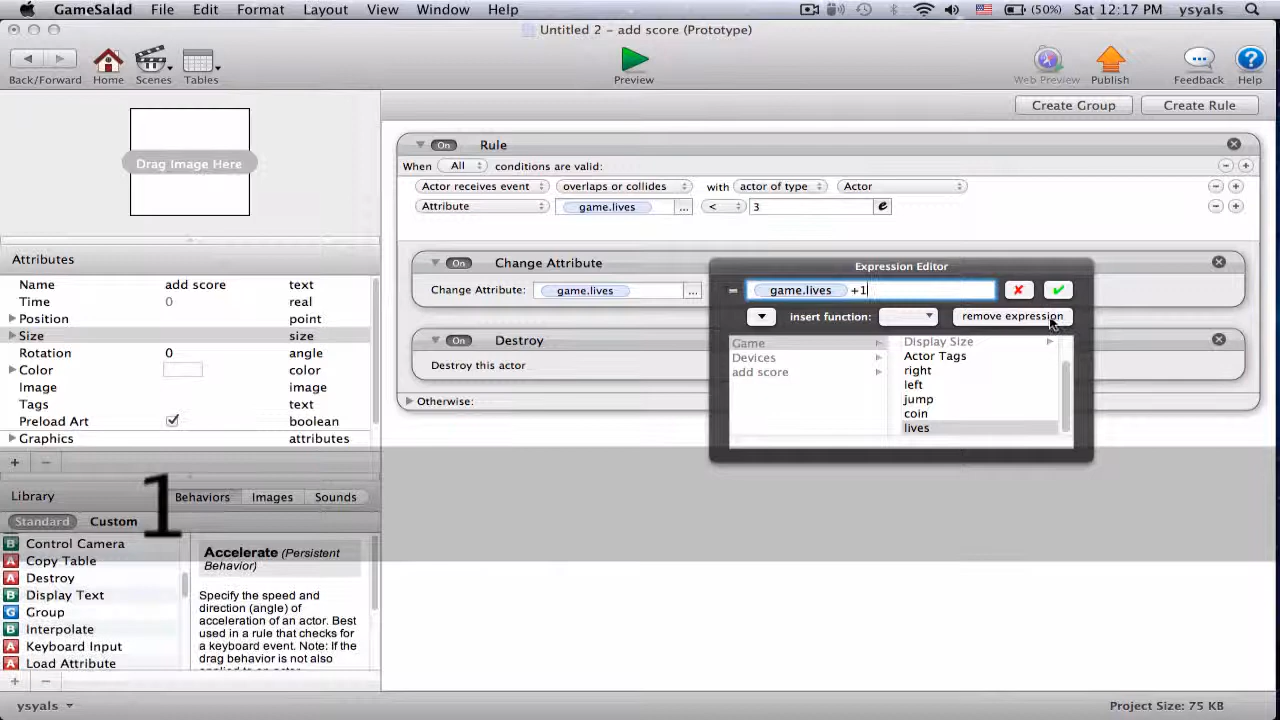 GameSalad File Edit Format Layout View Window Help (50%) Sat 12:17 PM ysyals
Untitled 2 – add score (Prototype)
Back/Forward Home Scenes Tables Preview Web Preview Publish Feedback Help
Create Group Create Rule
Drag Image Here
On Rule
When All conditions are valid:
Actor receives event overlaps or collides with actor of type Actor
Attribute game.lives ... < 3 e
Attributes
Name add score text
Time 0 real
Position point
Size size
Rotation 0 angle
Color color
Image image
Tags text
Preload Art boolean
Graphics attributes
On Change Attribute
Change Attribute: game.lives ...
On Destroy
Destroy this actor
Otherwise:
Expression Editor
= game.lives +1
insert function: remove expression
Game
Devices
add score
Display Size
Actor Tags
right
left
jump
coin
lives
1
Library Behaviors Images Sounds
Standard Custom
B Control Camera
A Copy Table
A Destroy
B Display Text
G Group
B Interpolate
A Keyboard Input
A Load Attribute
Accelerate (Persistent
Behavior)
Specify the speed and
direction (angle) of
acceleration of an actor. Best
used in a rule that checks for
a keyboard event. Note: If the
drag behavior is not also
ysyals Project Size: 75 KB